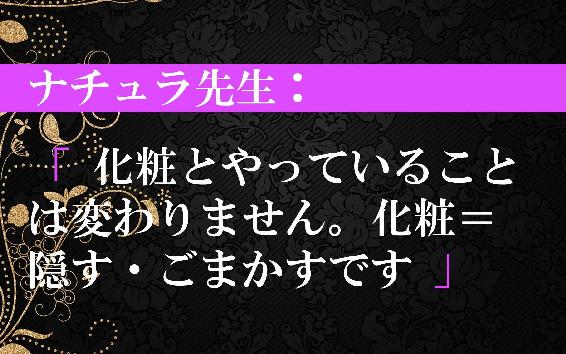 ナチュラ先生：
「 化粧とやっていること
は変わりません。化粧＝
隠す・ごまかすです 」